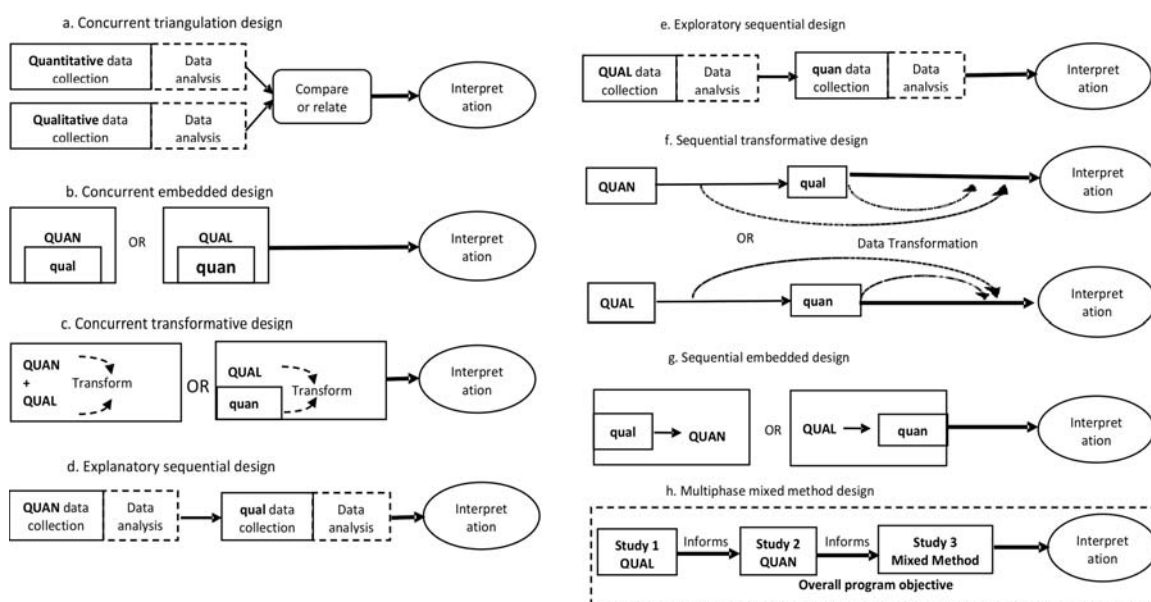 a. Concurrent triangulation design
Quantitative data
collection
Data
analysis
Qualitative data
collection
Data
analysis
Compare
or relate
Interpret
ation
b. Concurrent embedded design
QUAN
qual
OR
QUAL
quan
Interpret
ation
c. Concurrent transformative design
QUAN
+
QUAL
Transform
OR
QUAL
quan
Transform
Interpret
ation
d. Explanatory sequential design
QUAN data
collection
Data
analysis
qual data
collection
Data
analysis
Interpret
ation
e. Exploratory sequential design
QUAL data
collection
Data
analysis
quan data
collection
Data
analysis
Interpret
ation
f. Sequential transformative design
QUAN
qual
Interpret
ation
OR
Data Transformation
QUAL
quan
Interpret
ation
g. Sequential embedded design
qual
QUAN
OR
QUAL
quan
Interpret
ation
h. Multiphase mixed method design
Study 1
QUAL
Informs
Study 2
QUAN
Informs
Study 3
Mixed Method
Interpret
ation
Overall program objective